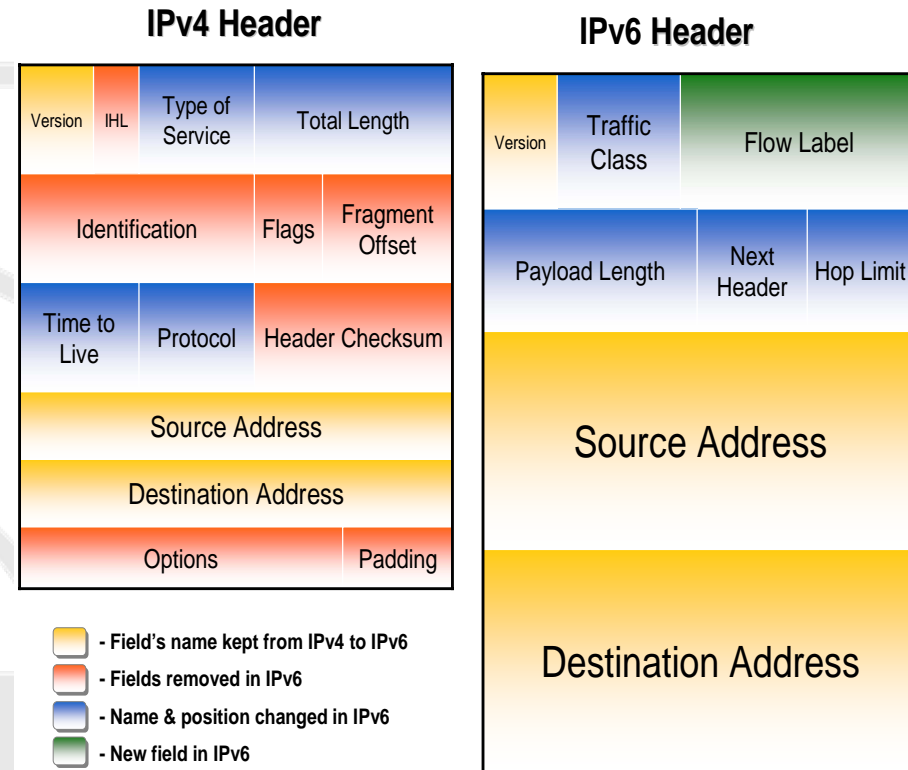 IPv4 Header
Version
IHL
Type of
Service
Total Length
Identification
Flags
Fragment
Offset
Time to
Live
Protocol
Header Checksum
Source Address
Destination Address
Options
Padding
- Field's name kept from IPv4 to IPv6
- Fields removed in IPv6
- Name & position changed in IPv6
- New field in IPv6
IPv6 Header
Version
Traffic
Class
Flow Label
Payload Length
Next
Header
Hop Limit
Source Address
Destination Address